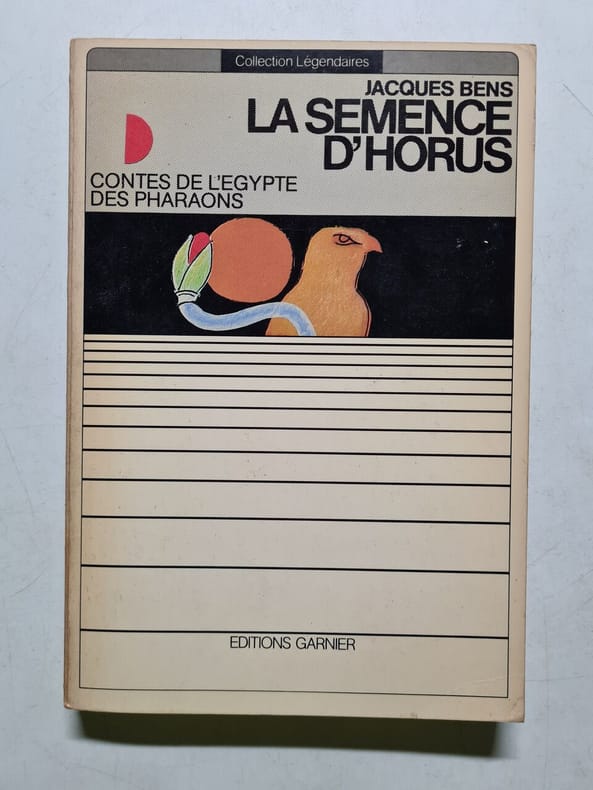 Collection Légendaires
JACQUES BENS
LA SEMENCE
D'HORUS
CONTES DE L'EGYPTE
DES PHARAONS
EDITIONS GARNIER